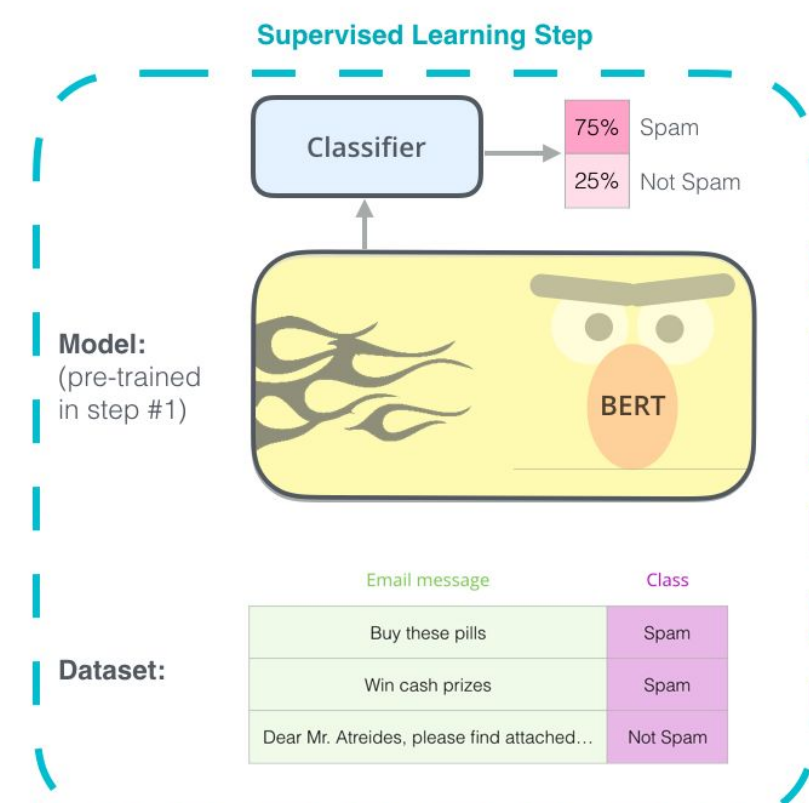 Supervised Learning Step
Classifier
75% Spam
25% Not Spam
Model:
(pre-trained
in step #1)
BERT
Email message Class
Buy these pills Spam
Dataset:
Win cash prizes Spam
Dear Mr. Atreides, please find attached... Not Spam